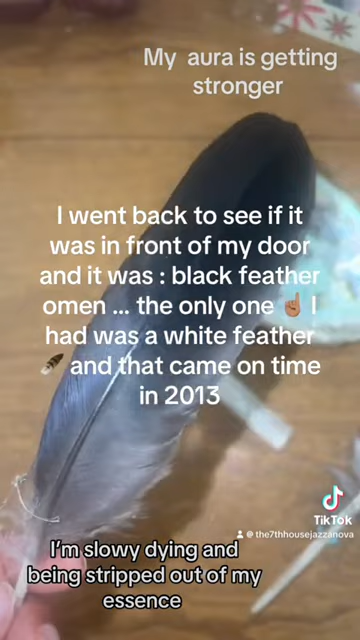 My aura is getting
stronger
I went back to see if it
was in front of my door
and it was : black feather
omen ... the only one ☝🏽 I
had was a white feather
🪶 and that came on time
in 2013
TikTok
@the7thhousejazzanova
I'm slowy dying and
being stripped out of my
essence